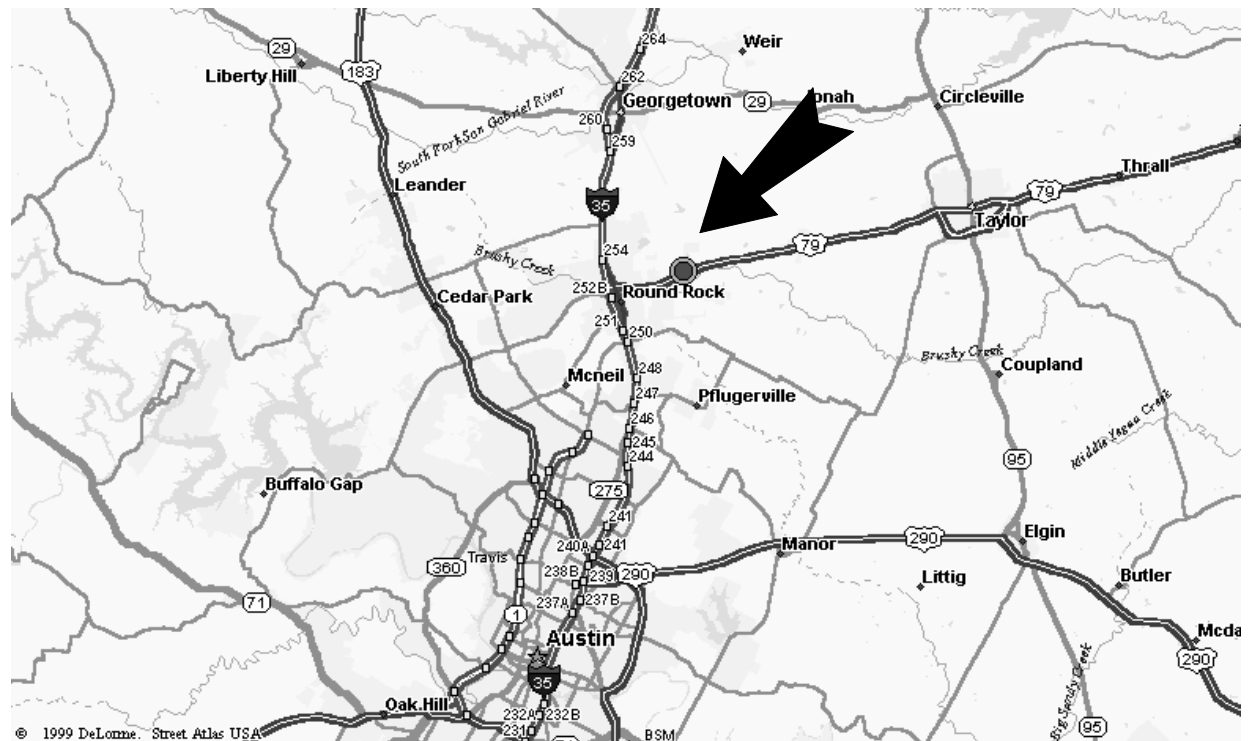 264
Weir
29
183
Liberty Hill
262
Georgetown
29
Jonah
Circleville
260
259
South Fork San Gabriel River
Leander
Thrall
79
35
Taylor
79
254
Brushy Creek
252B
Round Rock
Cedar Park
251
250
Brushy Creek
Coupland
Mcneil
248
247
Pflugerville
246
245
244
Middle Yegua Creek
95
Buffalo Gap
275
241
Elgin
290
240A
241
Manor
Travis
360
238B
239
290
Littig
Butler
71
237A
237B
1
Austin
Mcda
290
35
Big Sandy Creek
Oak Hill
232A
232B
95
231
BSM
© 1999 DeLorme. Street Atlas USA